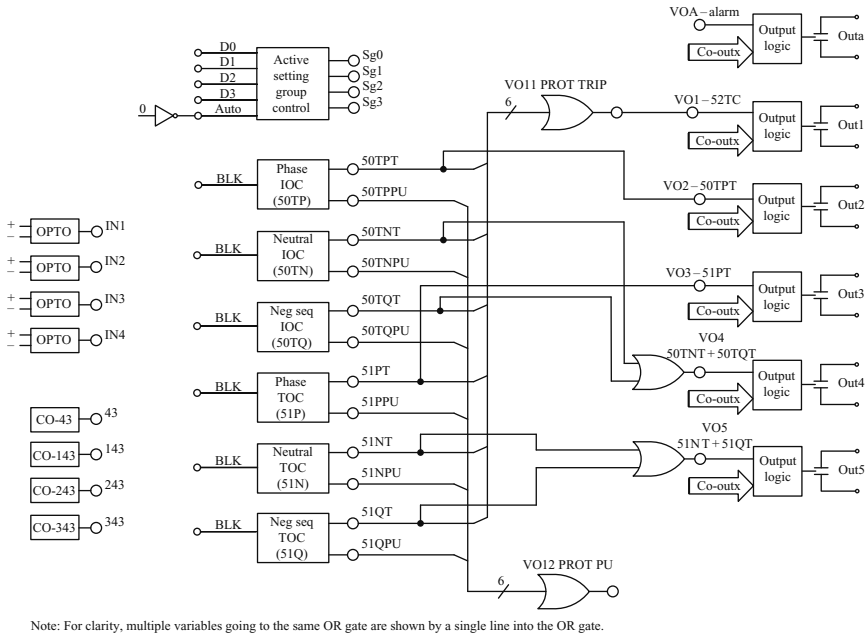 VOA – alarm
Output
logic
Co-outx
Outa
D0
D1
D2
D3
Auto
0
Active
setting
group
control
Sg0
Sg1
Sg2
Sg3
VO11 PROT TRIP
6
VO1 – 52TC
Output
logic
Co-outx
Out1
BLK
Phase
IOC
(50TP)
50TPT
50TPPU
VO2 – 50TPT
Output
logic
Co-outx
Out2
+
–
OPTO
IN1
BLK
Neutral
IOC
(50TN)
50TNT
50TNPU
+
–
OPTO
IN2
VO3 – 51PT
Output
logic
Co-outx
Out3
+
–
OPTO
IN3
BLK
Neg seq
IOC
(50TQ)
50TQT
50TQPU
+
–
OPTO
IN4
VO4
50TNT + 50TQT
Output
logic
Co-outx
Out4
BLK
Phase
TOC
(51P)
51PT
51PPU
CO-43
43
CO-143
143
BLK
Neutral
TOC
(51N)
51NT
51NPU
VO5
51NT + 51QT
Output
logic
Co-outx
Out5
CO-243
243
CO-343
343
BLK
Neg seq
TOC
(51Q)
51QT
51QPU
VO12 PROT PU
6
Note: For clarity, multiple variables going to the same OR gate are shown by a single line into the OR gate.